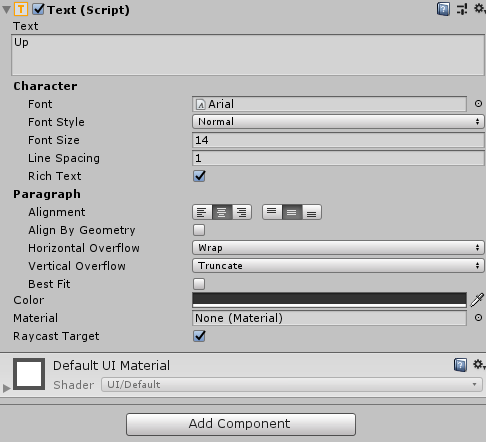 Text (Script)
Text
Up
Character
Font Arial
Font Style Normal
Font Size 14
Line Spacing 1
Rich Text
Paragraph
Alignment
Align By Geometry
Horizontal Overflow Wrap
Vertical Overflow Truncate
Best Fit
Color
Material None (Material)
Raycast Target
Default UI Material
Shader UI/Default
Add Component